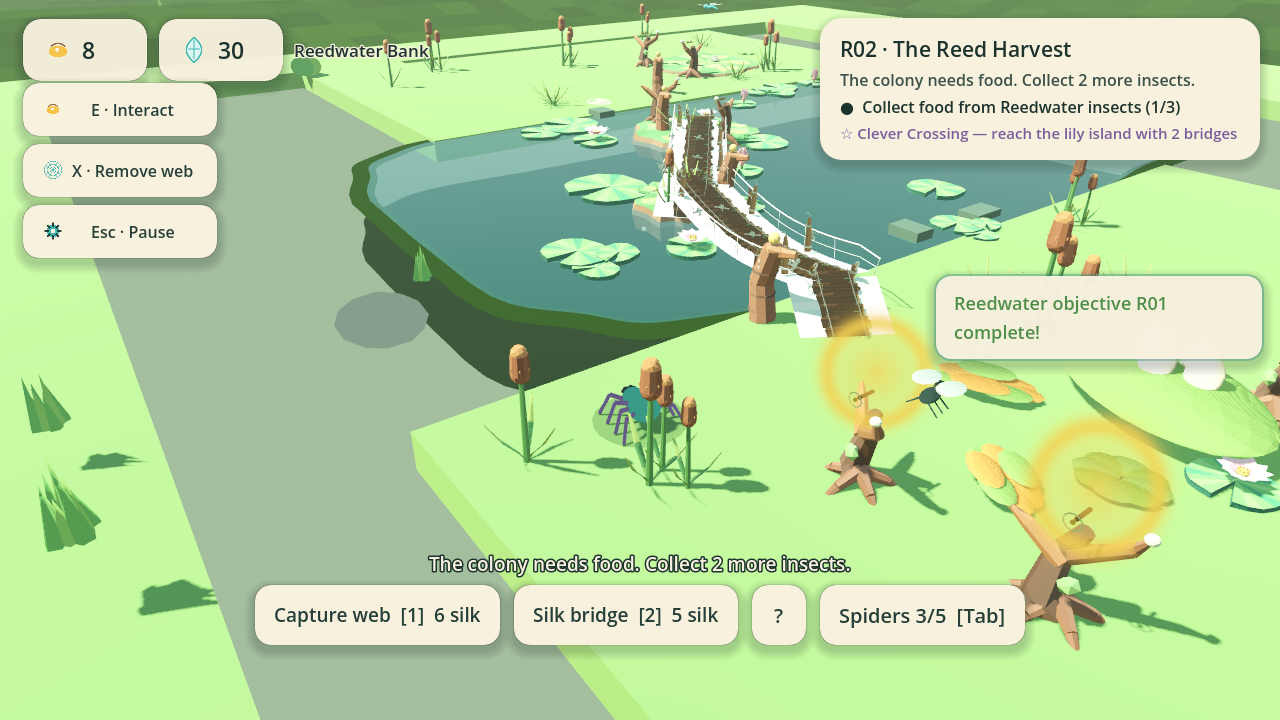 8
30
Reedwater Bank
E · Interact
X · Remove web
Esc · Pause
R02 · The Reed Harvest
The colony needs food. Collect 2 more insects.
● Collect food from Reedwater insects (1/3)
☆ Clever Crossing — reach the lily island with 2 bridges
Reedwater objective R01
complete!
The colony needs food. Collect 2 more insects.
Capture web [1] 6 silk
Silk bridge [2] 5 silk
?
Spiders 3/5 [Tab]